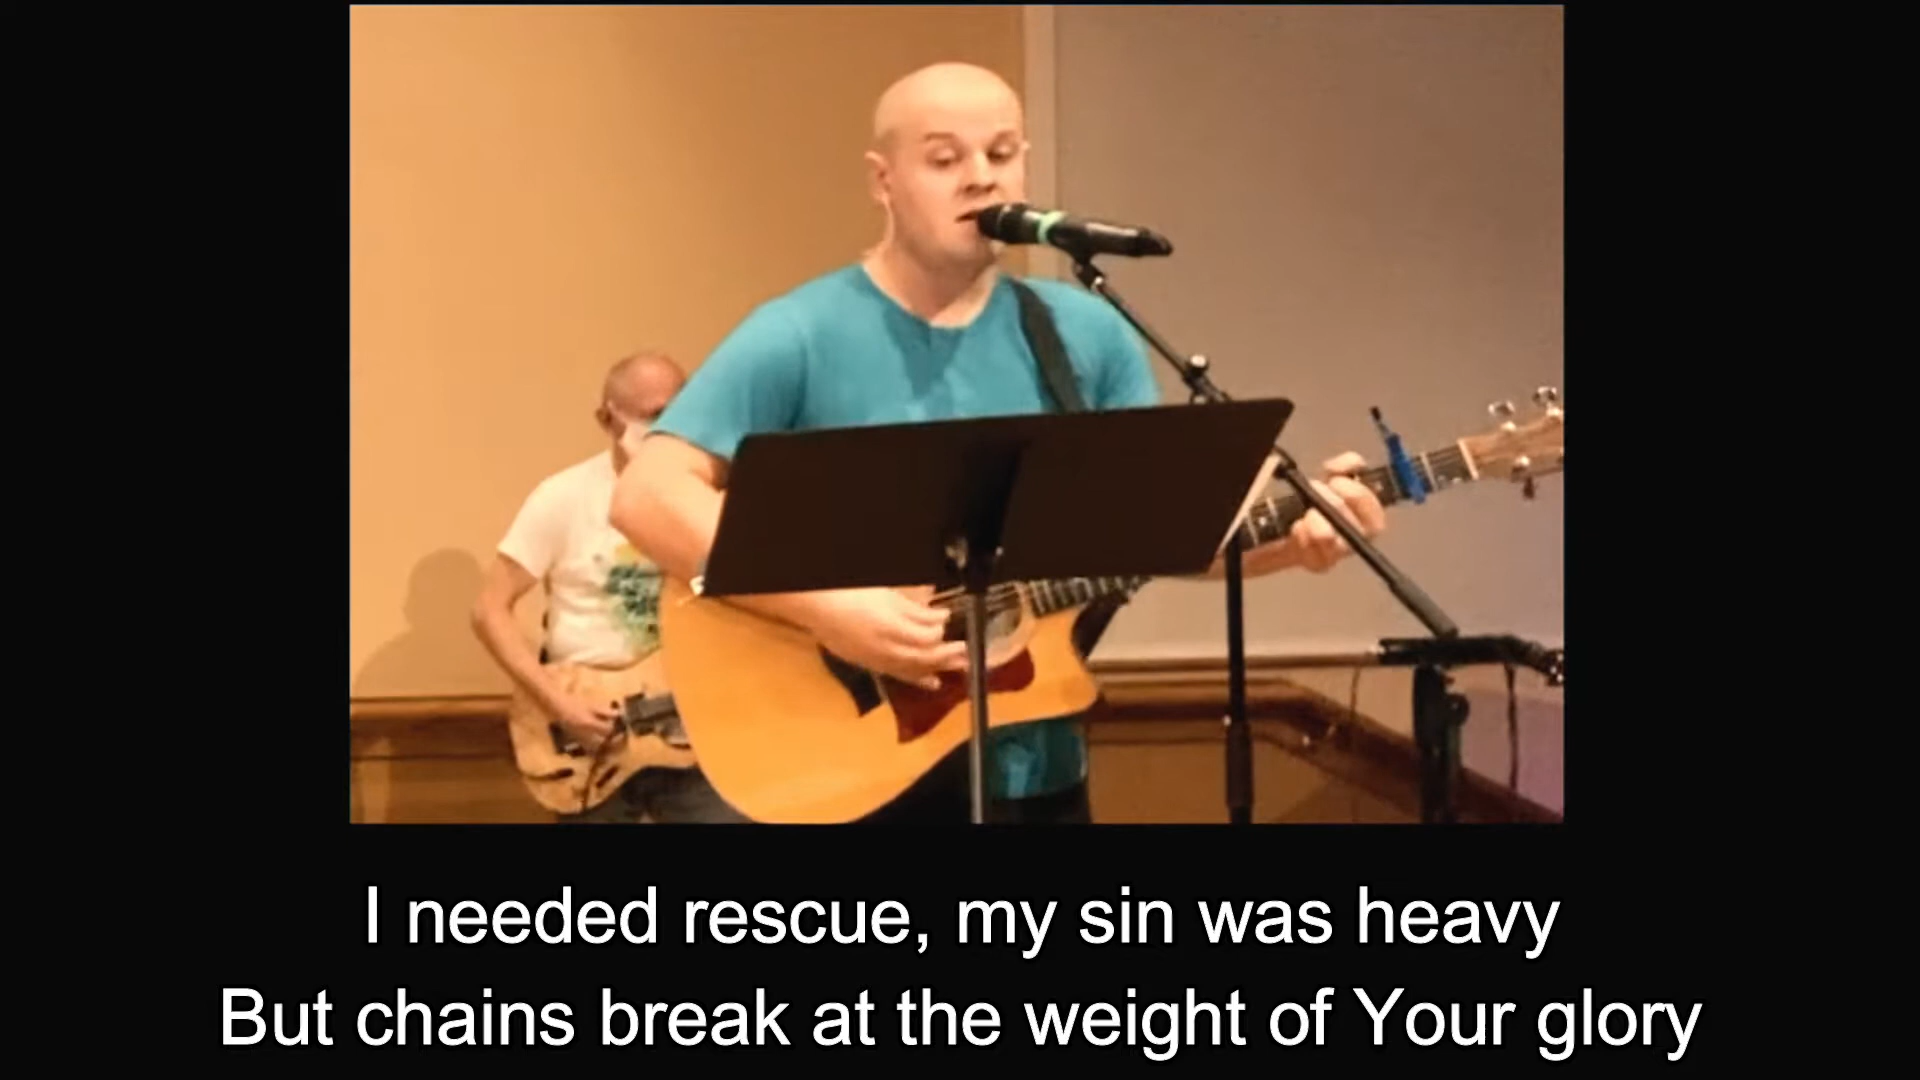 I needed rescue, my sin was heavy
But chains break at the weight of Your glory